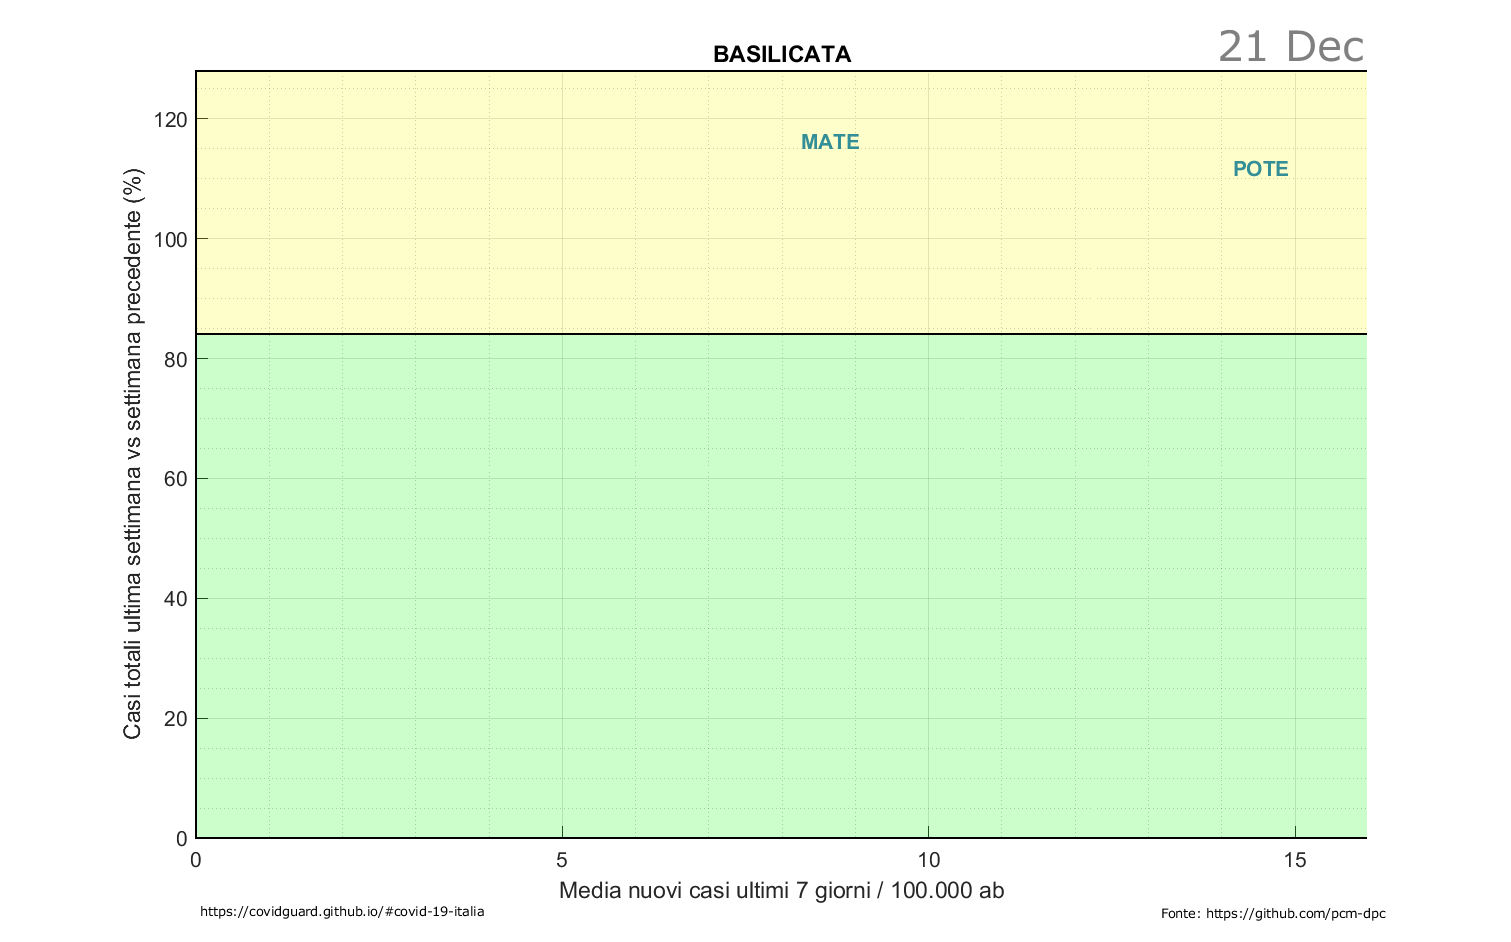 21 Dec
BASILICATA
120
MATE
POTE
100
80
60
40
20
0
Casi totali ultima settimana vs settimana precedente (%)
0 5 10 15
Media nuovi casi ultimi 7 giorni / 100.000 ab
https://covidguard.github.io/#covid-19-italia
Fonte: https://github.com/pcm-dpc